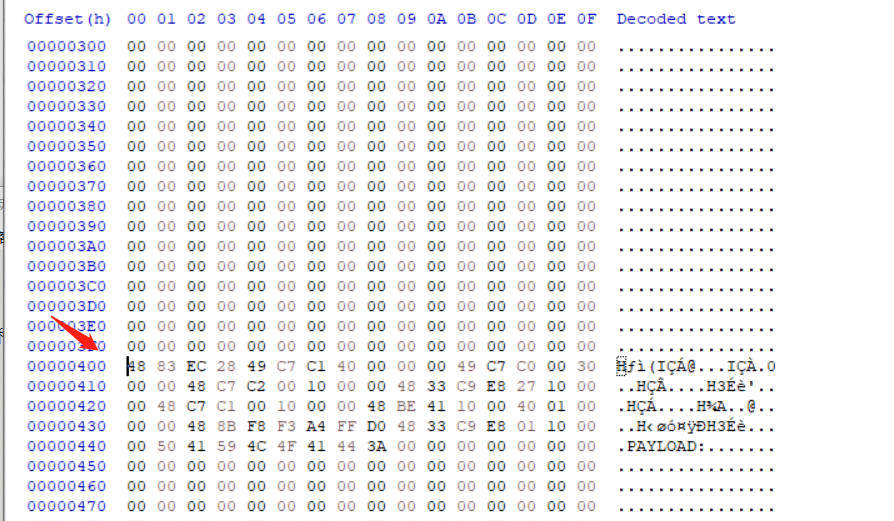 Offset(h) 00 01 02 03 04 05 06 07 08 09 0A 0B 0C 0D 0E 0F Decoded text
00000300 00 00 00 00 00 00 00 00 00 00 00 00 00 00 00 00 ................
00000310 00 00 00 00 00 00 00 00 00 00 00 00 00 00 00 00 ................
00000320 00 00 00 00 00 00 00 00 00 00 00 00 00 00 00 00 ................
00000330 00 00 00 00 00 00 00 00 00 00 00 00 00 00 00 00 ................
00000340 00 00 00 00 00 00 00 00 00 00 00 00 00 00 00 00 ................
00000350 00 00 00 00 00 00 00 00 00 00 00 00 00 00 00 00 ................
00000360 00 00 00 00 00 00 00 00 00 00 00 00 00 00 00 00 ................
00000370 00 00 00 00 00 00 00 00 00 00 00 00 00 00 00 00 ................
00000380 00 00 00 00 00 00 00 00 00 00 00 00 00 00 00 00 ................
00000390 00 00 00 00 00 00 00 00 00 00 00 00 00 00 00 00 ................
000003A0 00 00 00 00 00 00 00 00 00 00 00 00 00 00 00 00 ................
000003B0 00 00 00 00 00 00 00 00 00 00 00 00 00 00 00 00 ................
000003C0 00 00 00 00 00 00 00 00 00 00 00 00 00 00 00 00 ................
000003D0 00 00 00 00 00 00 00 00 00 00 00 00 00 00 00 00 ................
000003E0 00 00 00 00 00 00 00 00 00 00 00 00 00 00 00 00 ................
000003F0 00 00 00 00 00 00 00 00 00 00 00 00 00 00 00 00 ................
00000400 48 83 EC 28 49 C7 C1 40 00 00 00 49 C7 C0 00 30 Hƒì(IÇÁ@...IÇÀ.0
00000410 00 00 48 C7 C2 00 10 00 00 48 33 C9 E8 27 10 00 ..HÇÂ....H3Éè'..
00000420 00 48 C7 C1 00 10 00 00 48 BE 41 10 00 40 01 00 .HÇÁ....H¾A..@..
00000430 00 00 48 8B F8 F3 A4 FF D0 48 33 C9 E8 01 10 00 ..H‹øó¤ÿÐH3Éè...
00000440 00 50 41 59 4C 4F 41 44 3A 00 00 00 00 00 00 00 .PAYLOAD:.......
00000450 00 00 00 00 00 00 00 00 00 00 00 00 00 00 00 00 ................
00000460 00 00 00 00 00 00 00 00 00 00 00 00 00 00 00 00 ................
00000470 00 00 00 00 00 00 00 00 00 00 00 00 00 00 00 00 ................